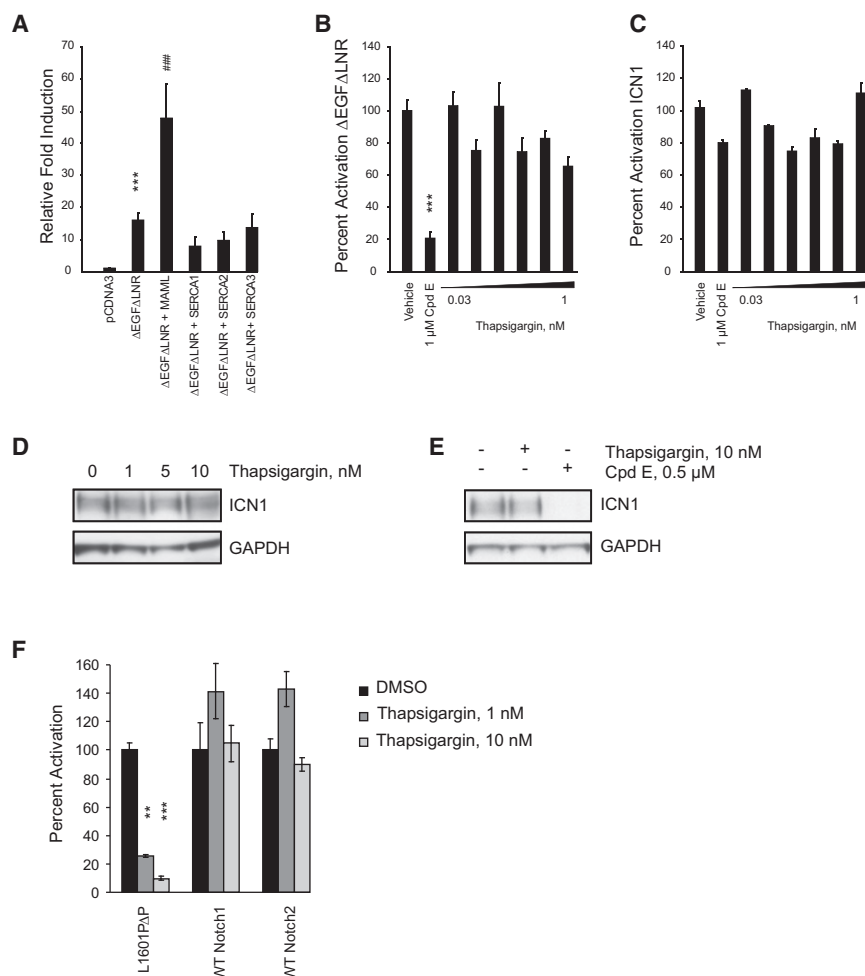 A
Relative Fold Induction
70
60
50
40
30
20
10
0
***
###
pCDNA3
ΔEGFΔLNR
ΔEGFΔLNR + MAML
ΔEGFΔLNR + SERCA1
ΔEGFΔLNR + SERCA2
ΔEGFΔLNR+ SERCA3
B
Percent Activation ΔEGFΔLNR
140
120
100
80
60
40
20
0
***
Vehicle
1 µM Cpd E
0.03
1
Thapsigargin, nM
C
Percent Activation ICN1
140
120
100
80
60
40
20
0
Vehicle
1 µM Cpd E
0.03
1
Thapsigargin, nM
D
0 1 5 10 Thapsigargin, nM
ICN1
GAPDH
E
- + - Thapsigargin, 10 nM
- - + Cpd E, 0.5 µM
ICN1
GAPDH
F
Percent Activation
160
140
120
100
80
60
40
20
0
**
***
L1601PΔP
WT Notch1
WT Notch2
DMSO
Thapsigargin, 1 nM
Thapsigargin, 10 nM